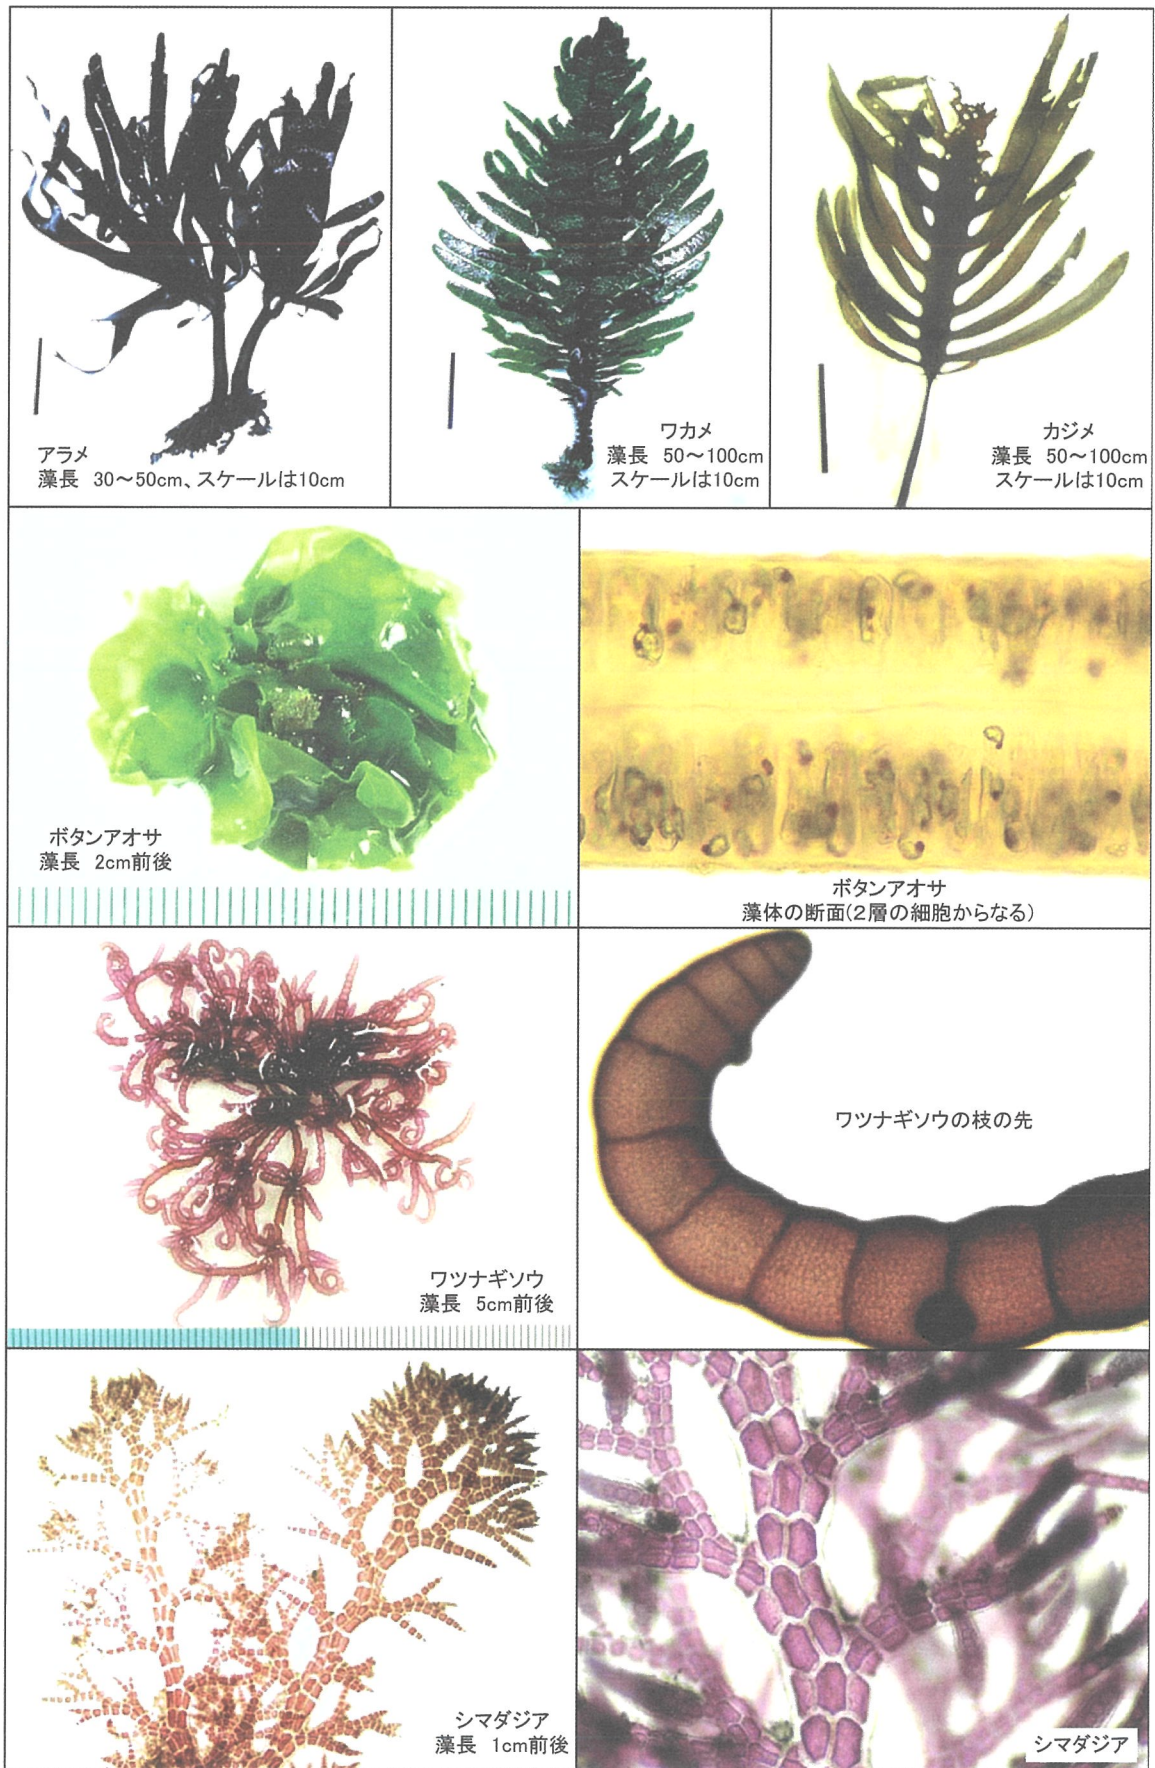 アラメ
藻長 30～50cm、スケールは10cm
ワカメ
藻長 50～100cm
スケールは10cm
カジメ
藻長 50～100cm
スケールは10cm
ボタンアオサ
藻長 2cm前後
ボタンアオサ
藻体の断面(２層の細胞からなる)
ワツナギソウ
藻長 5cm前後
ワツナギソウの枝の先
シマダジア
藻長 1cm前後
シマダジア